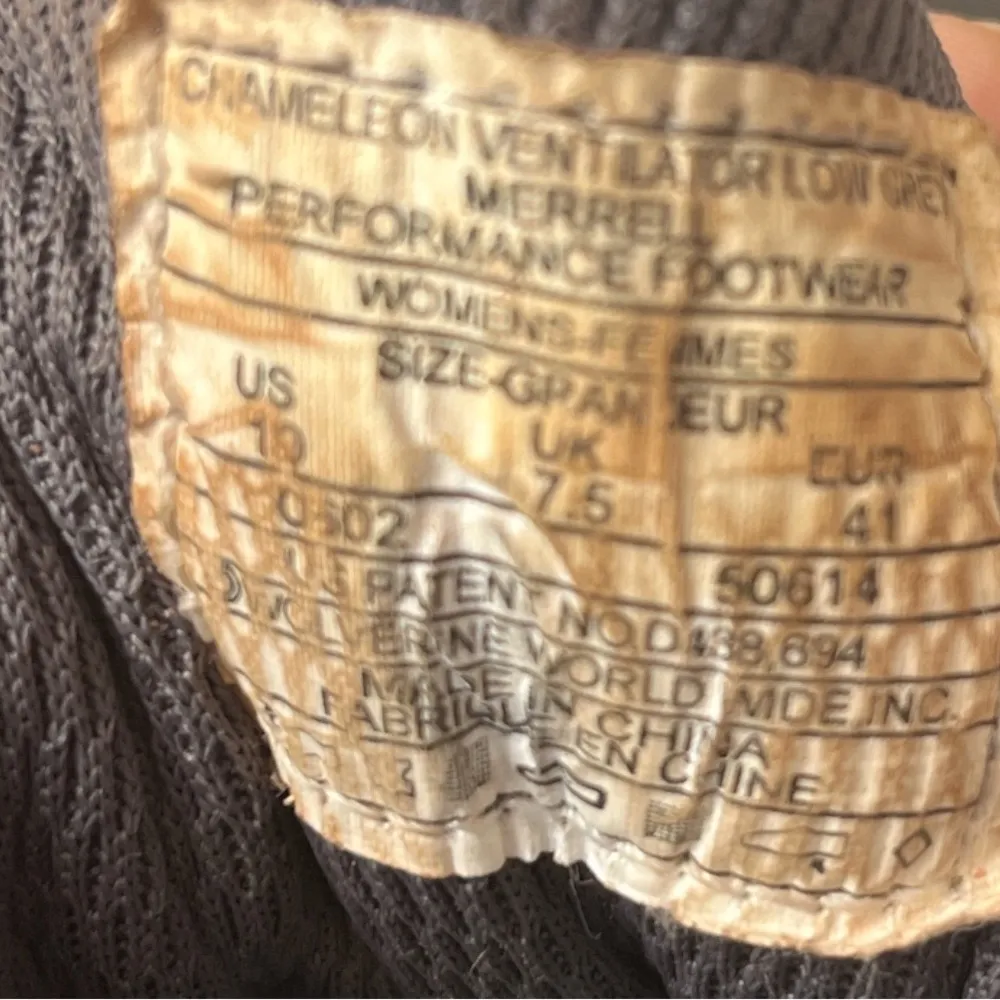 CHAMELEON VENTILATOR LOW GREY
MERRELL
PERFORMANCE FOOTWEAR
WOMENS-FEMMES
SIZE-GRANDEUR
US UK EUR
10 7.5 41
50614
PATENT NO.D438,694
WOLVERINE WORLD WIDE, INC.
MADE IN CHINA
FABRIQUE EN CHINE